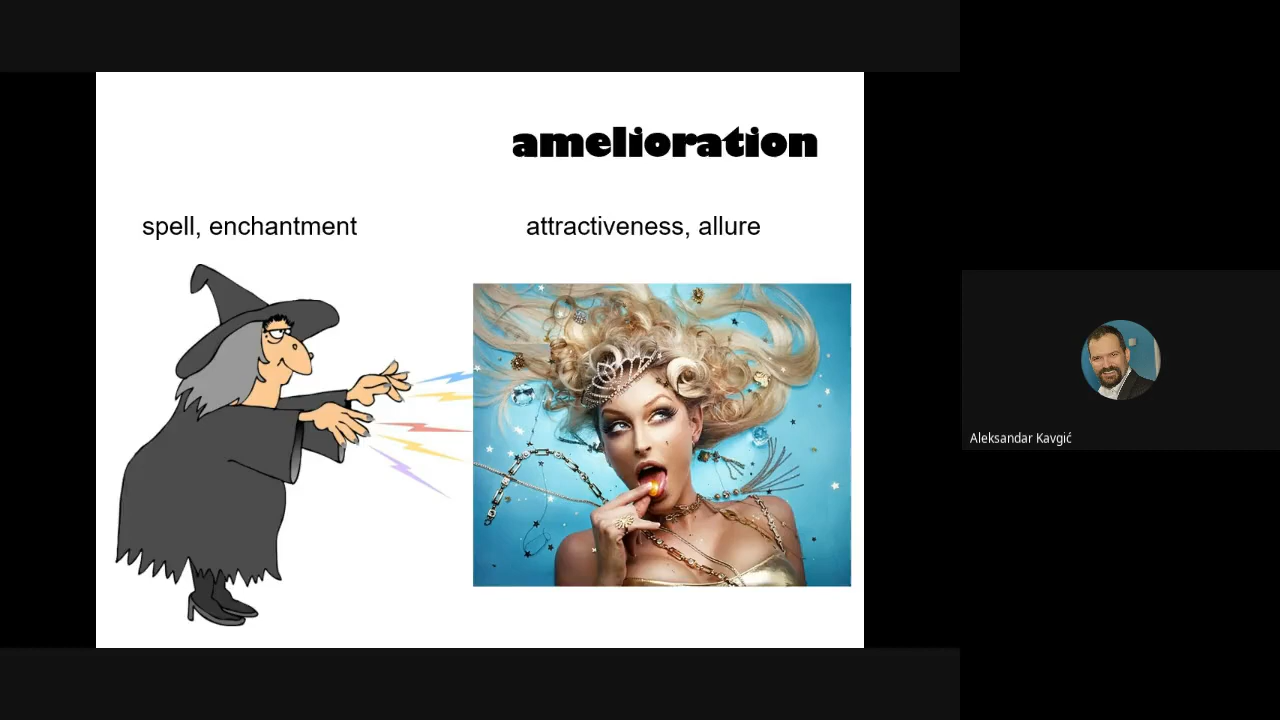 amelioration
spell, enchantment
attractiveness, allure
Aleksandar Kavgić